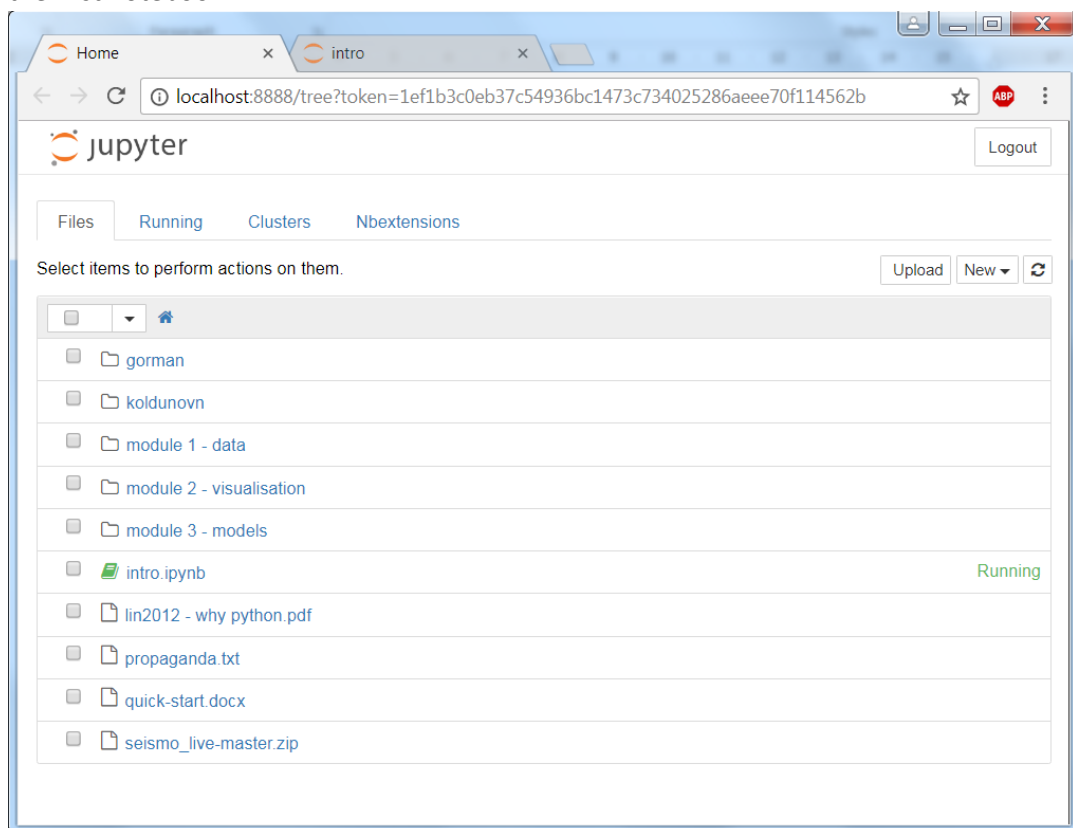 Home
intro
localhost:8888/tree?token=1ef1b3c0eb37c54936bc1473c734025286aeee70f114562b
ABP
jupyter
Logout
Files Running Clusters Nbextensions
Select items to perform actions on them.
Upload New
gorman
koldunovn
module 1 - data
module 2 - visualisation
module 3 - models
intro.ipynb Running
lin2012 - why python.pdf
propaganda.txt
quick-start.docx
seismo_live-master.zip